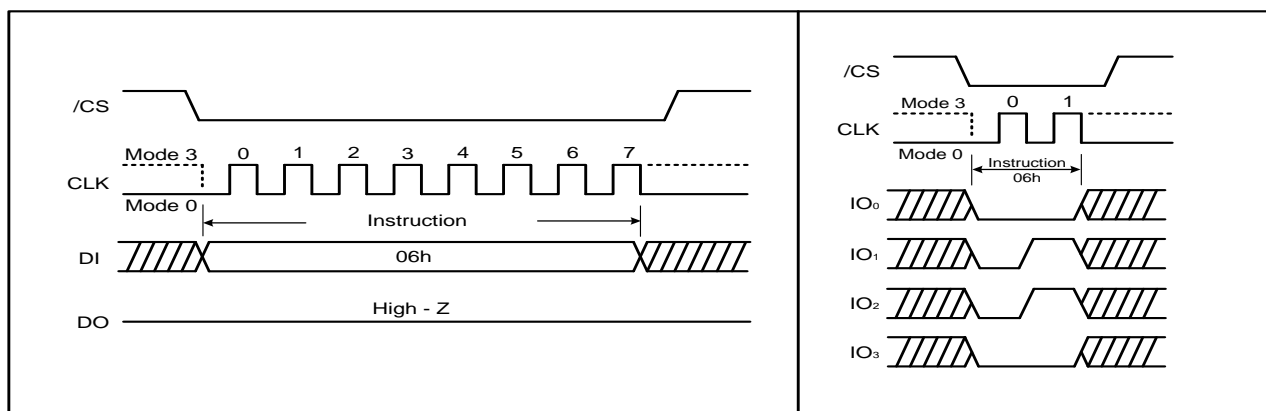 /CS
Mode 3
0 1 2 3 4 5 6 7
CLK
Mode 0
Instruction
DI
06h
High - Z
DO
/CS
Mode 3
0 1
CLK
Mode 0
Instruction
06h
IO₀
IO₁
IO₂
IO₃